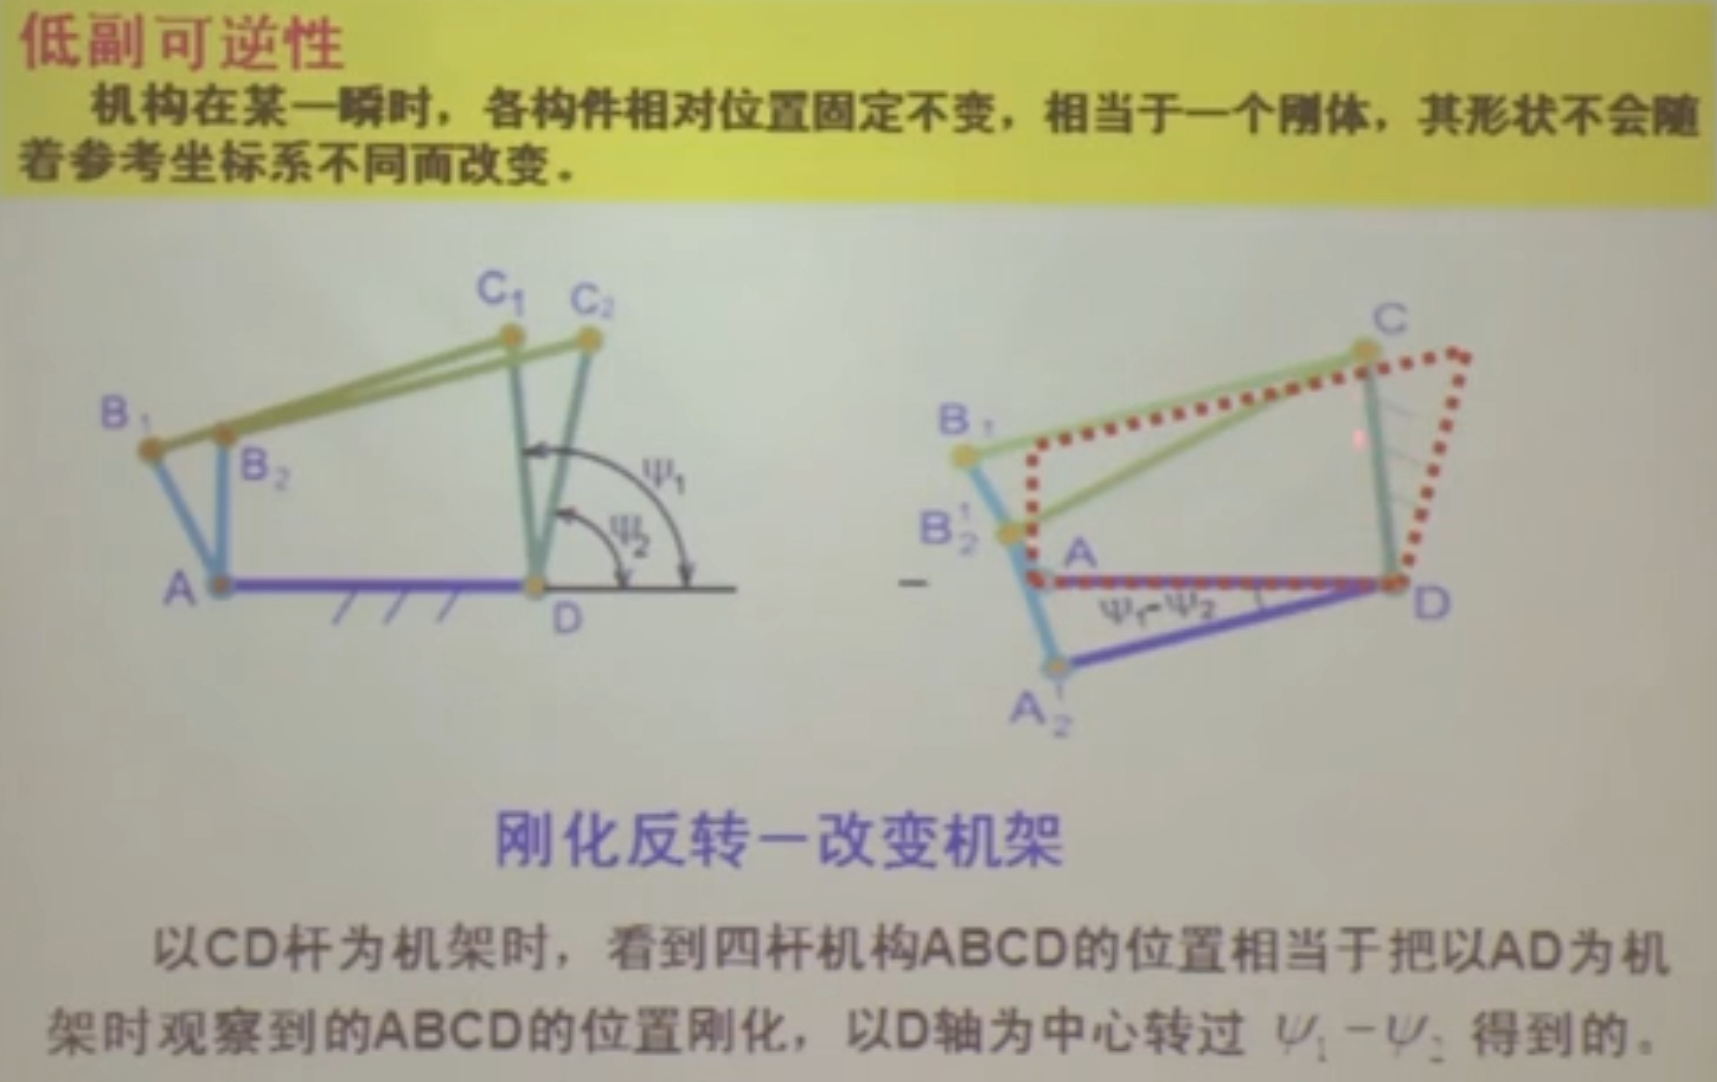 低副可逆性
机构在某一瞬时，各构件相对位置固定不变，相当于一个刚体，其形状不会随
着参考坐标系不同而改变。
C1 C2
B1
B2
ψ1
ψ2
A
D
C
B1
B2^1
A
ψ1-ψ2
D
A2^1
刚化反转－改变机架
以CD杆为机架时，看到四杆机构ABCD的位置相当于把以AD为机
架时观察到的ABCD的位置刚化，以D轴为中心转过 ψ1－ψ2 得到的。